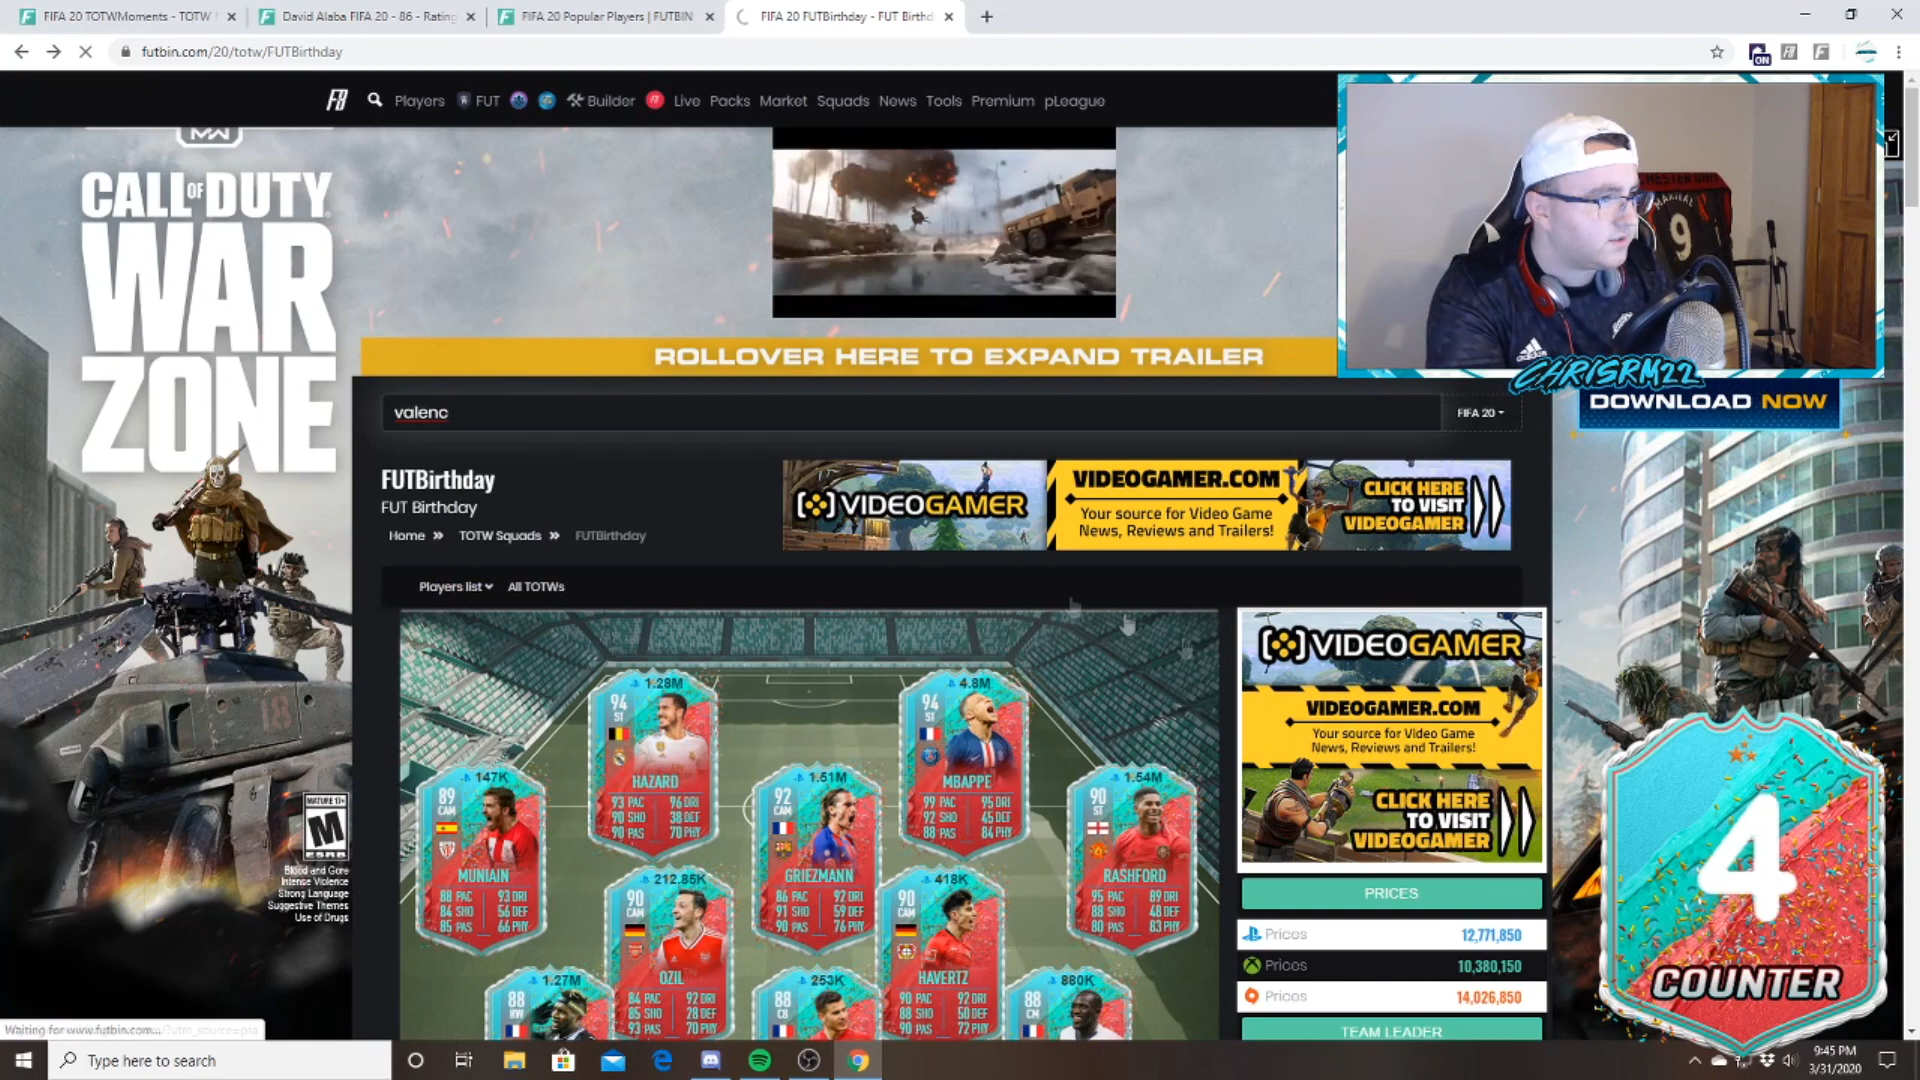 FIFA 20 TOTWMoments - TOTW
David Alaba FIFA 20 - 86 - Rating
FIFA 20 Popular Players | FUTBIN
FIFA 20 FUTBirthday - FUT Birthd
futbin.com/20/totw/FUTBirthday
ON
Players
FUT
Builder
Live
Packs
Market
Squads
News
Tools
Premium
pLeague
MW
CALL OF DUTY
WAR
ZONE
ROLLOVER HERE TO EXPAND TRAILER
9
CHRISRM22
DOWNLOAD NOW
valenc
FIFA 20
FUTBirthday
FUT Birthday
Home » TOTW Squads » FUTBirthday
VIDEOGAMER
VIDEOGAMER.COM
Your source for Video Game
News, Reviews and Trailers!
CLICK HERE
TO VISIT
VIDEOGAMER
Players list
All TOTWs
1.28M
94
ST
HAZARD
93 PAC 96 DRI
90 SHO 38 DEF
90 PAS 70 PHY
4.8M
94
ST
MBAPPE
99 PAC 95 DRI
92 SHO 45 DEF
88 PAS 84 PHY
147K
89
CAM
MUNIAIN
88 PAC 93 DRI
84 SHO 56 DEF
85 PAS 66 PHY
1.51M
92
CAM
GRIEZMANN
86 PAC 92 DRI
91 SHO 59 DEF
90 PAS 76 PHY
1.54M
90
ST
RASHFORD
95 PAC 89 DRI
88 SHO 48 DEF
80 PAS 83 PHY
212.85K
90
CAM
OZIL
84 PAC 92 DRI
85 SHO 28 DEF
93 PAS 70 PHY
418K
90
CAM
HAVERTZ
90 PAC 92 DRI
88 SHO 50 DEF
90 PAS 72 PHY
1.27M
88
RW
253K
88
CB
880K
88
CM
VIDEOGAMER
VIDEOGAMER.COM
Your source for Video Game
News, Reviews and Trailers!
CLICK HERE
TO VISIT
VIDEOGAMER
PRICES
Prices 12,771,850
Prices 10,380,150
Prices 14,026,850
TEAM LEADER
4
COUNTER
MATURE 17+
M
ESRB
Blood and Gore
Intense Violence
Strong Language
Suggestive Themes
Use of Drugs
Waiting for www.futbin.com...
Type here to search
9:45 PM
3/31/2020